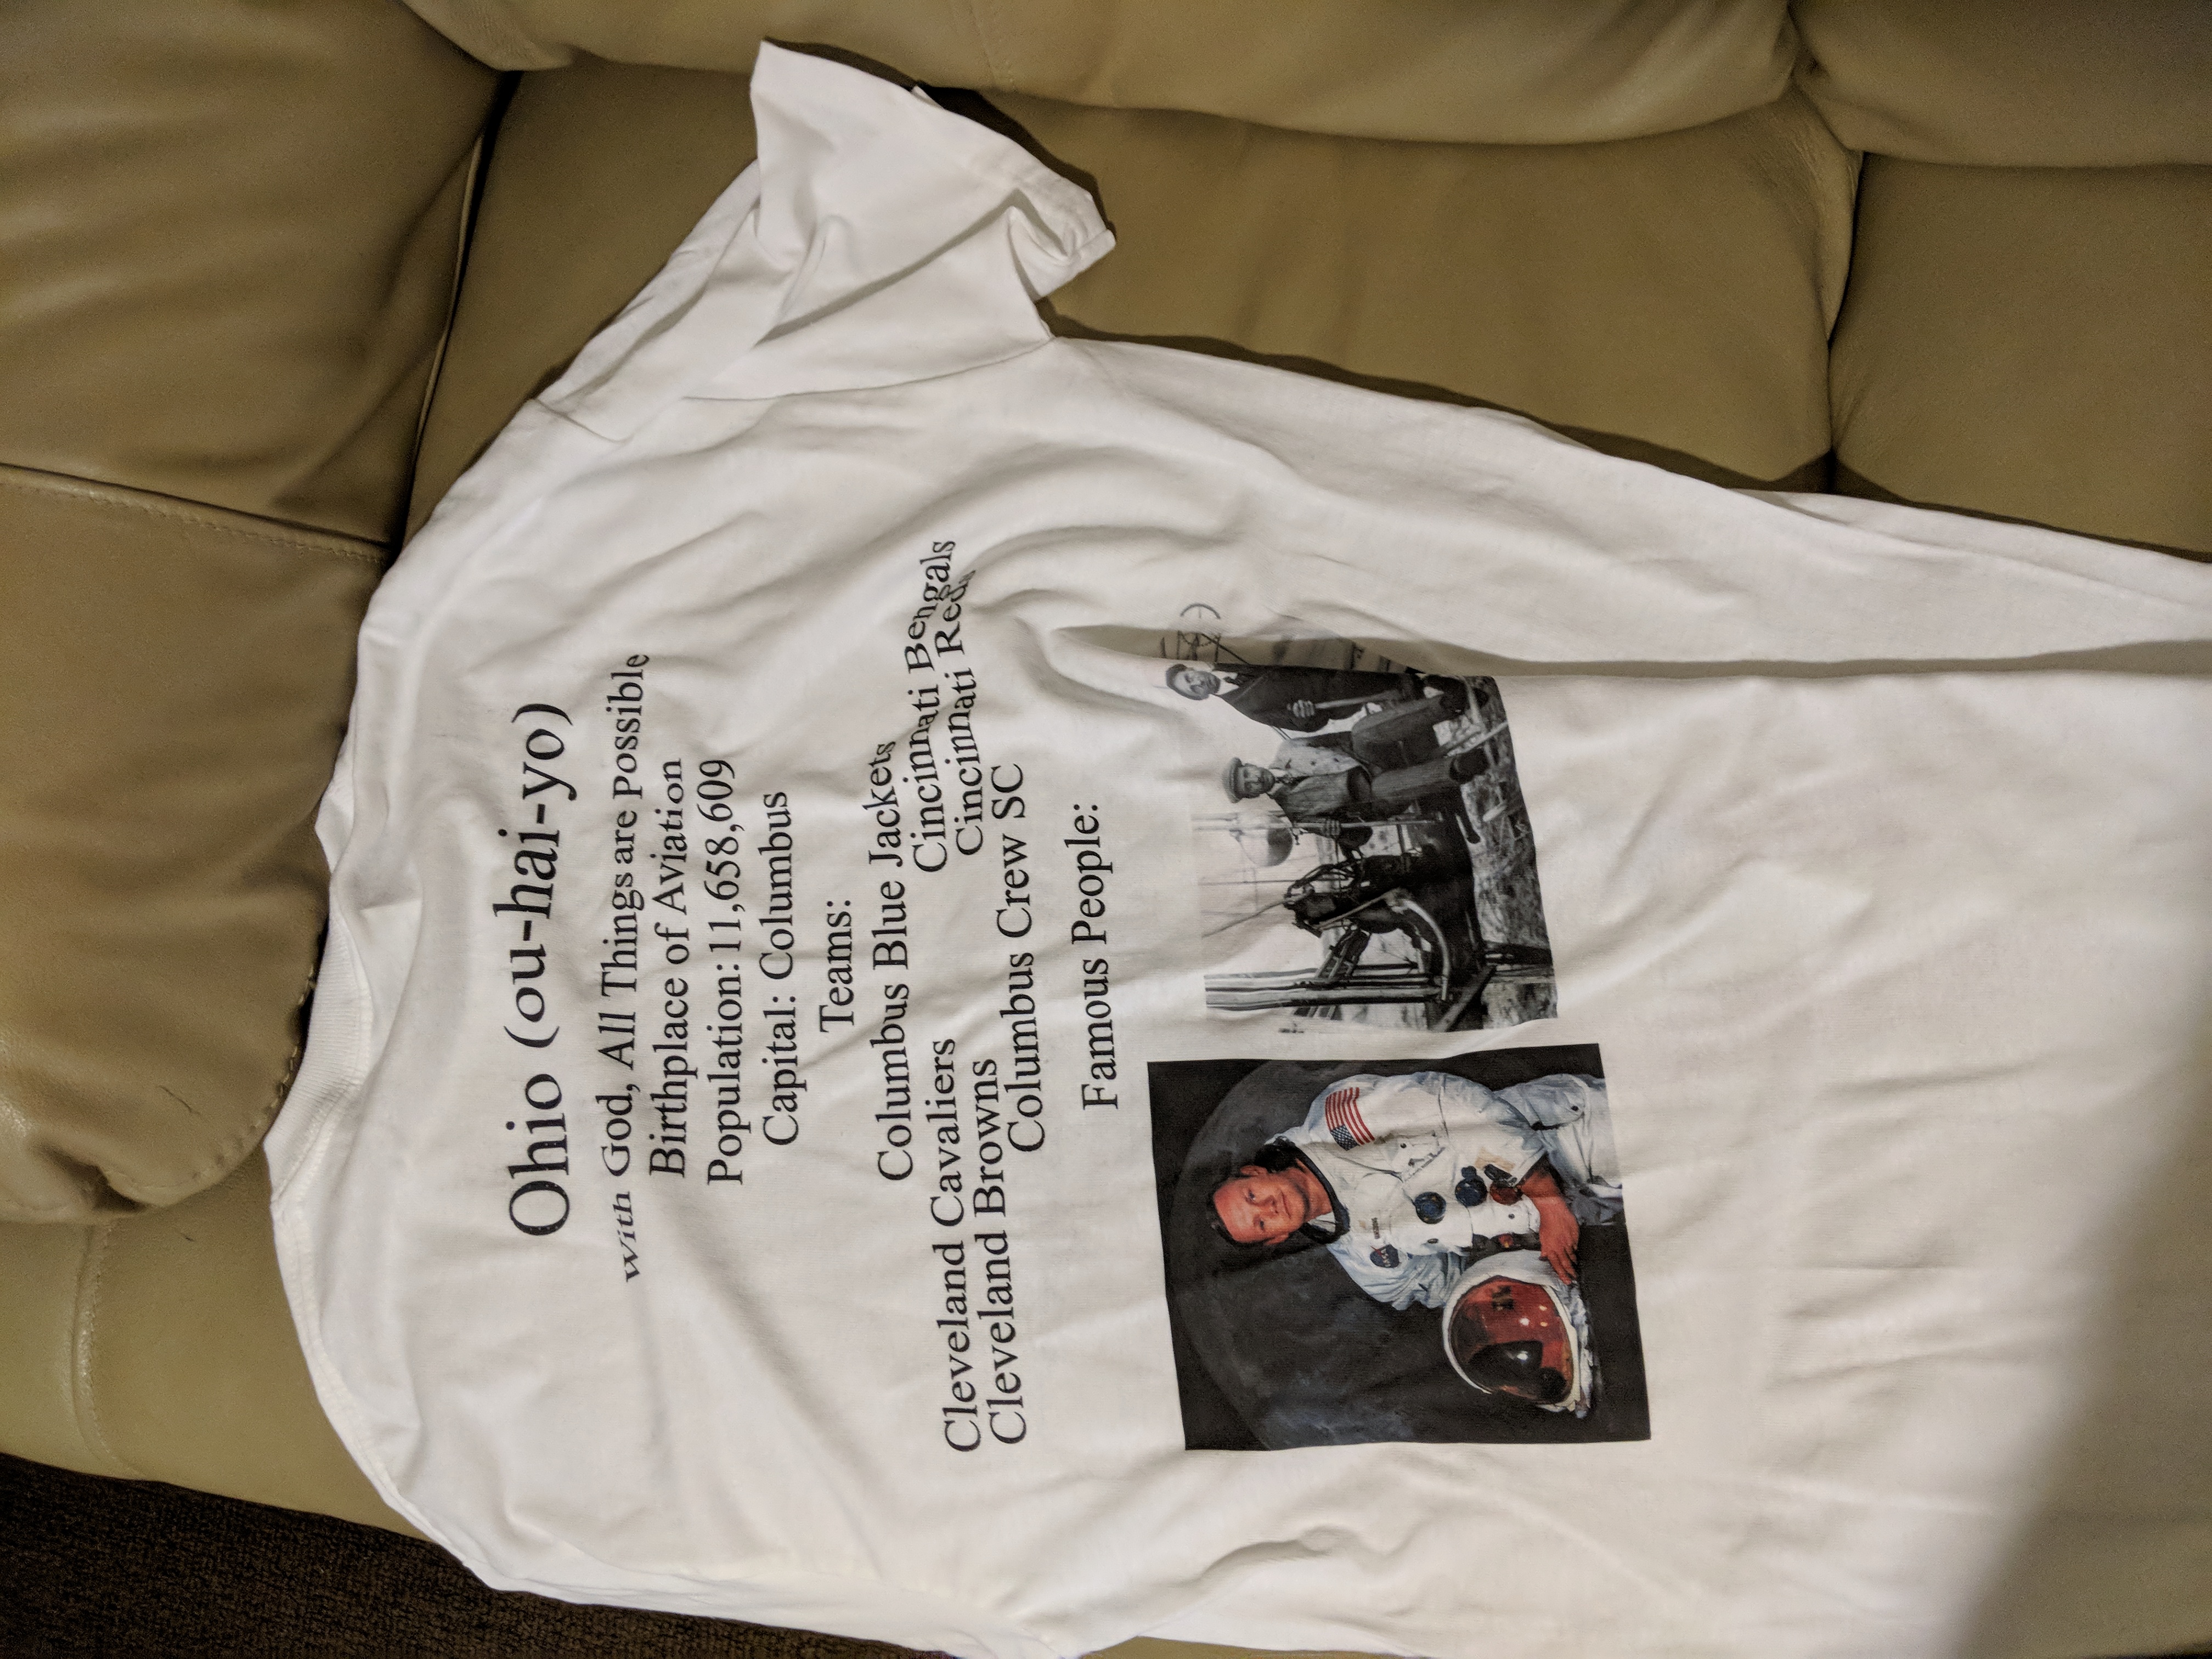 Ohio (ou-hai-yo)
With God, All Things are Possible
Birthplace of Aviation
Population: 11,658,609
Capital: Columbus
Teams:
Columbus Blue Jackets
Cleveland Cavaliers Cincinnati Bengals
Cleveland Browns Cincinnati Reds
Columbus Crew SC
Famous People: